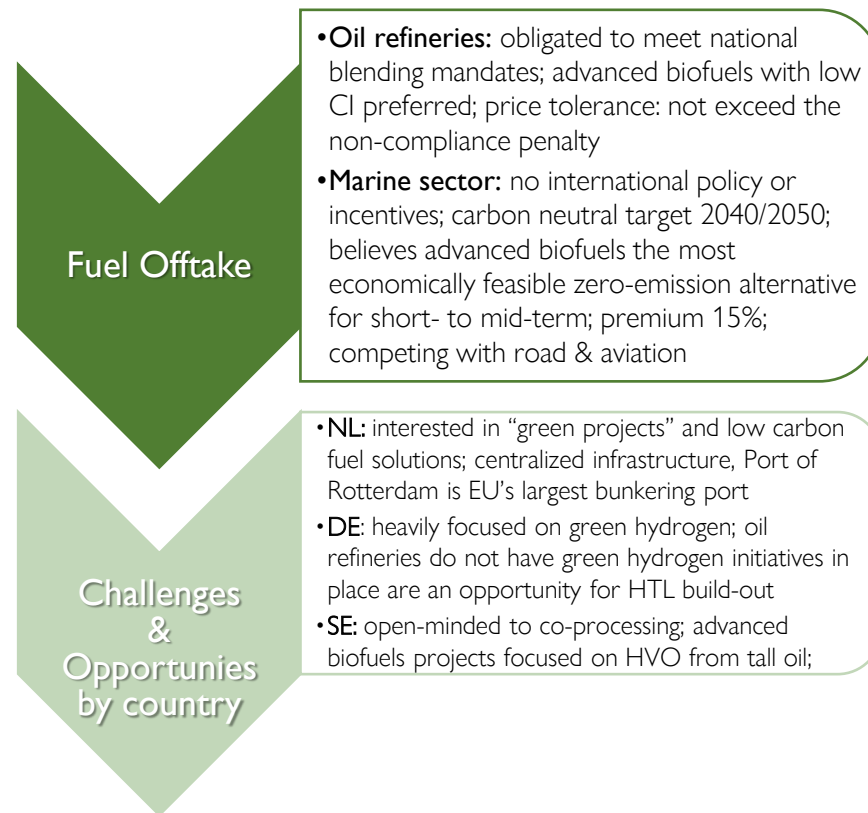 •Oil refineries: obligated to meet national
blending mandates; advanced biofuels with low
CI preferred; price tolerance: not exceed the
non-compliance penalty
•Marine sector: no international policy or
incentives; carbon neutral target 2040/2050;
believes advanced biofuels the most
economically feasible zero-emission alternative
for short- to mid-term; premium 15%;
competing with road & aviation
Fuel Offtake
•NL: interested in “green projects” and low carbon
fuel solutions; centralized infrastructure, Port of
Rotterdam is EU’s largest bunkering port
•DE: heavily focused on green hydrogen; oil
refineries do not have green hydrogen initiatives in
place are an opportunity for HTL build-out
•SE: open-minded to co-processing; advanced
biofuels projects focused on HVO from tall oil;
Challenges
&
Opportunies
by country